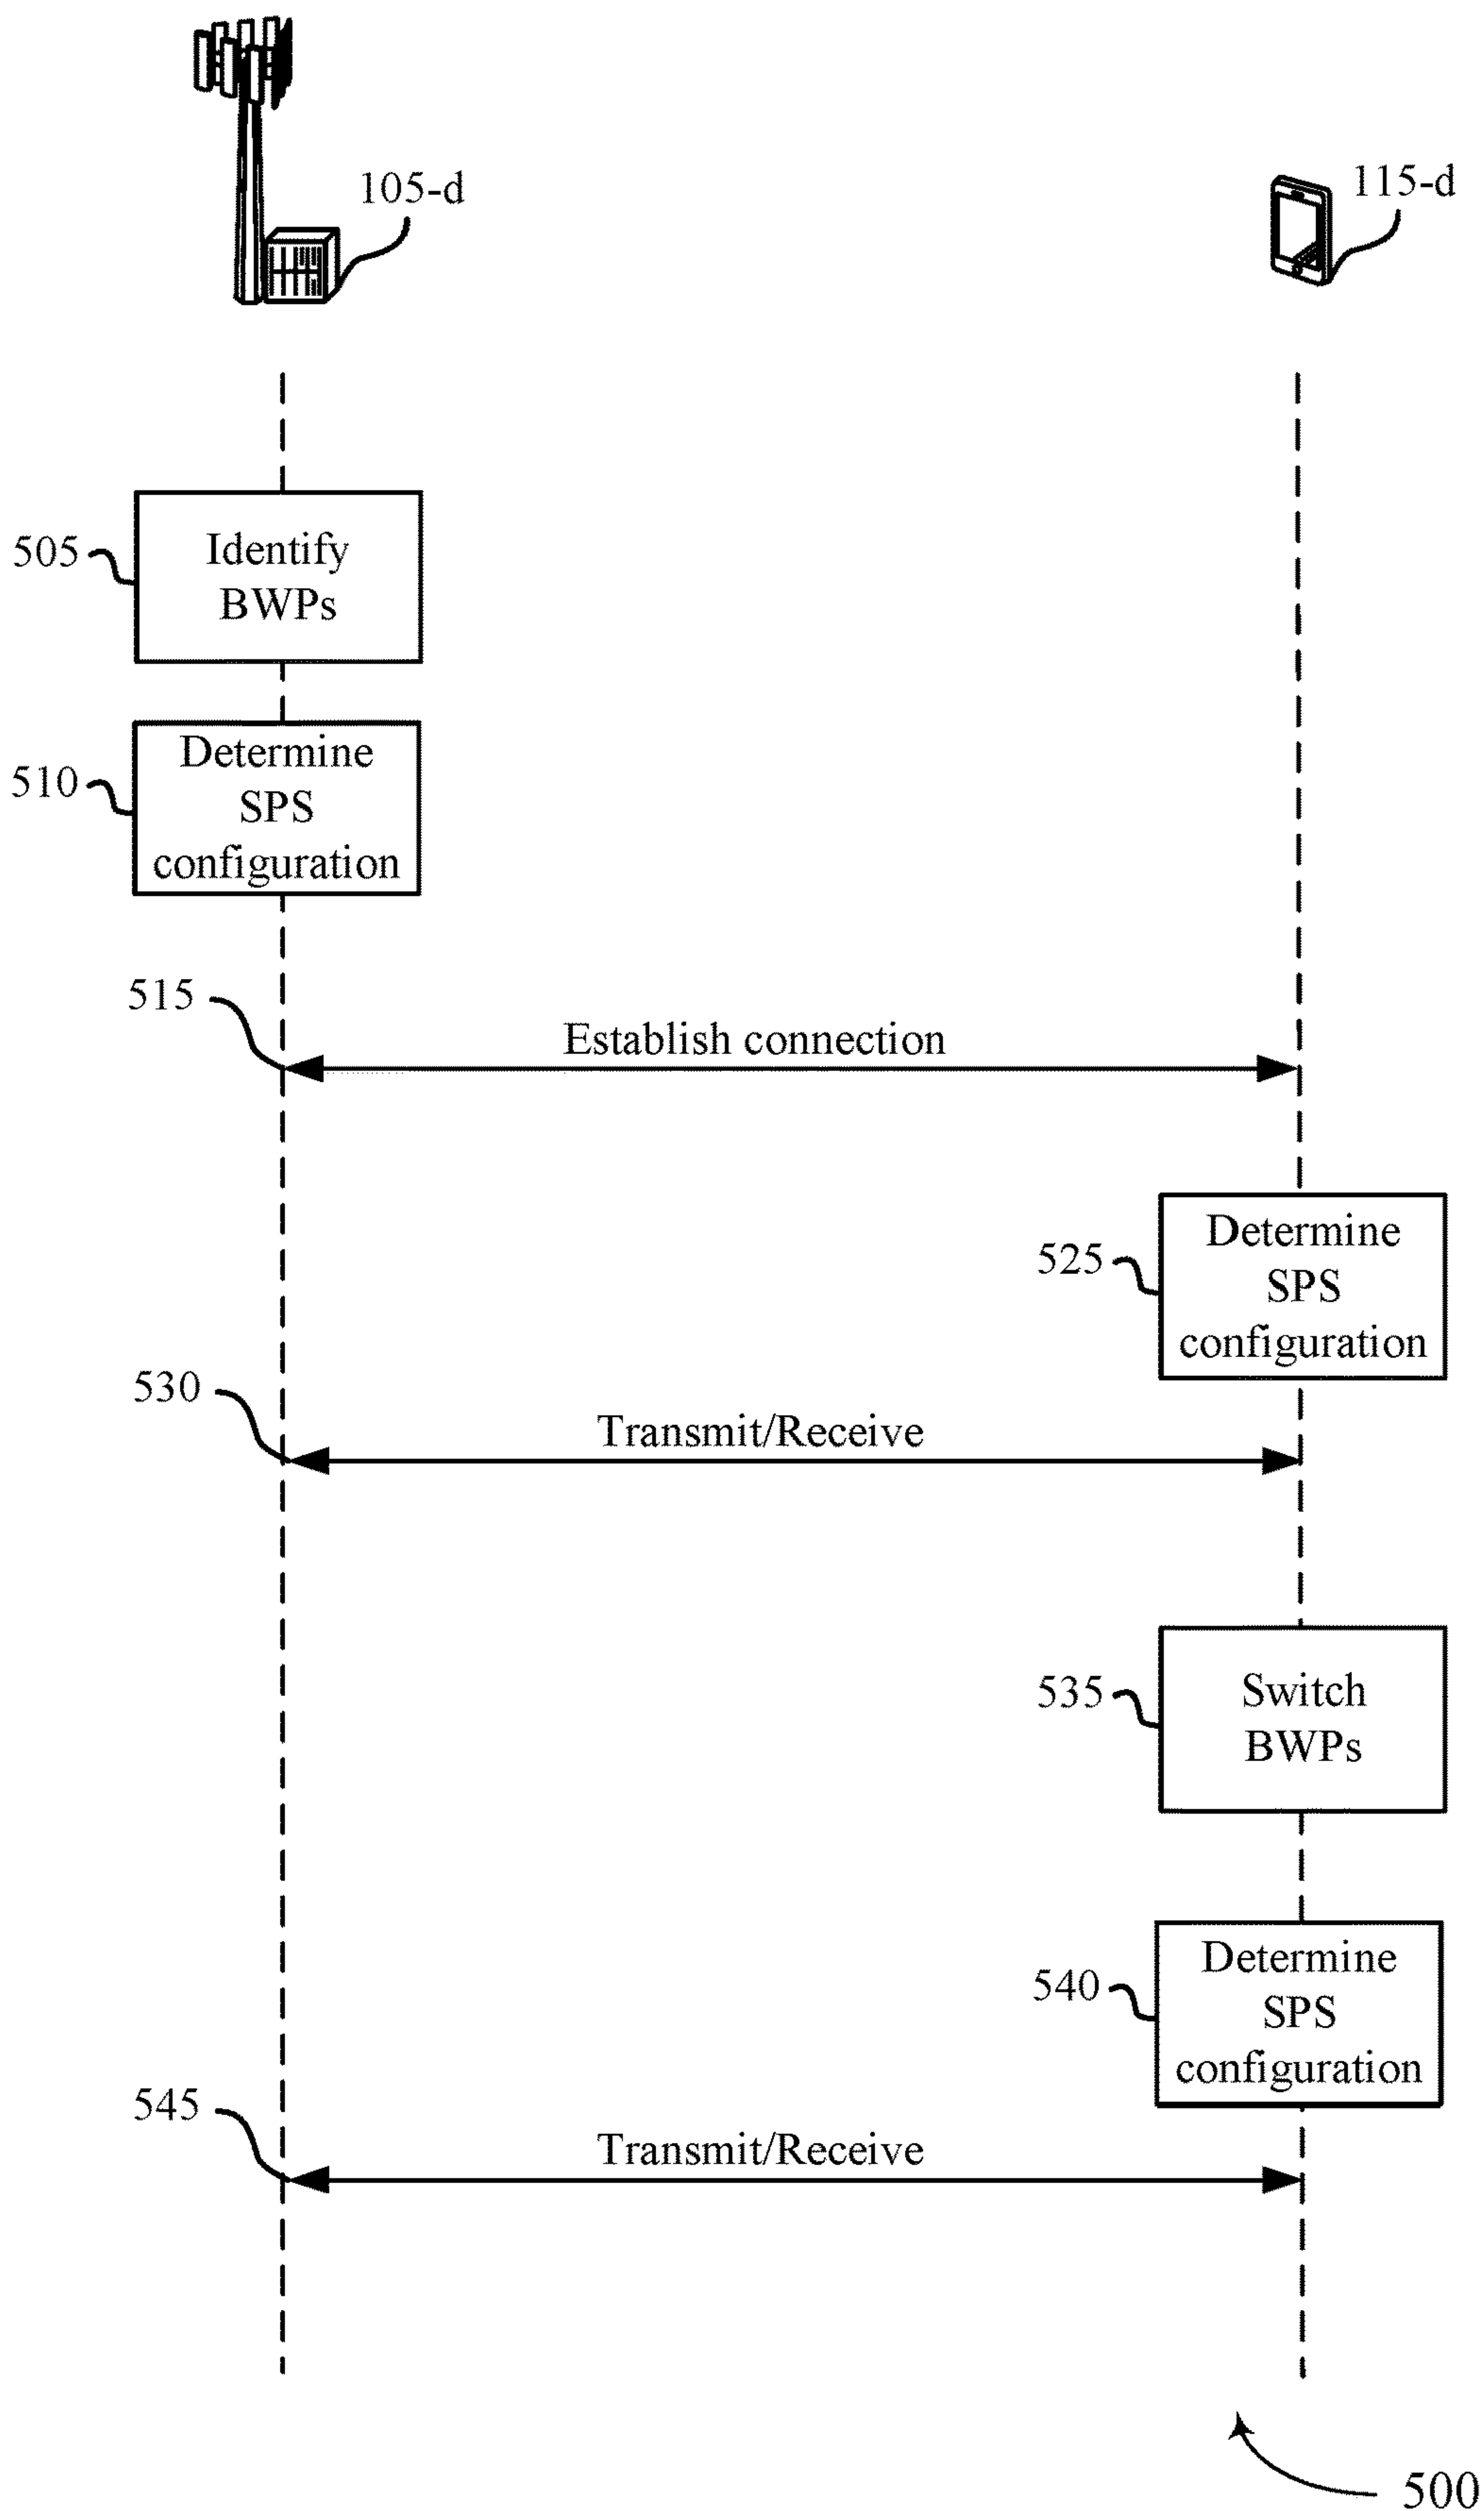 105-d
115-d
505
Identify
BWPs
510
Determine
SPS
configuration
515
Establish connection
525
Determine
SPS
configuration
530
Transmit/Receive
535
Switch
BWPs
540
Determine
SPS
configuration
545
Transmit/Receive
500